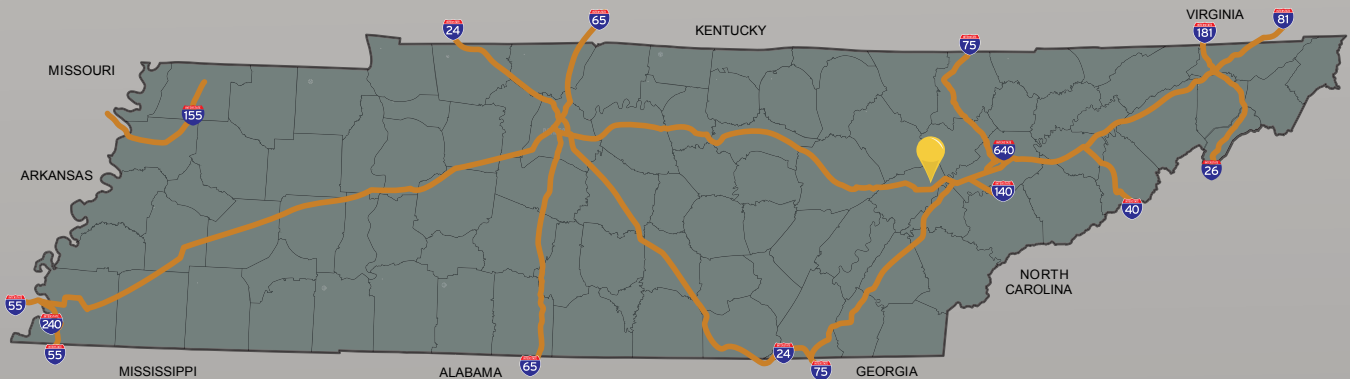 VIRGINIA
81
65
181
24
KENTUCKY
75
MISSOURI
155
640
ARKANSAS
26
140
40
NORTH
CAROLINA
55
240
55
24
65
75
MISSISSIPPI
ALABAMA
GEORGIA